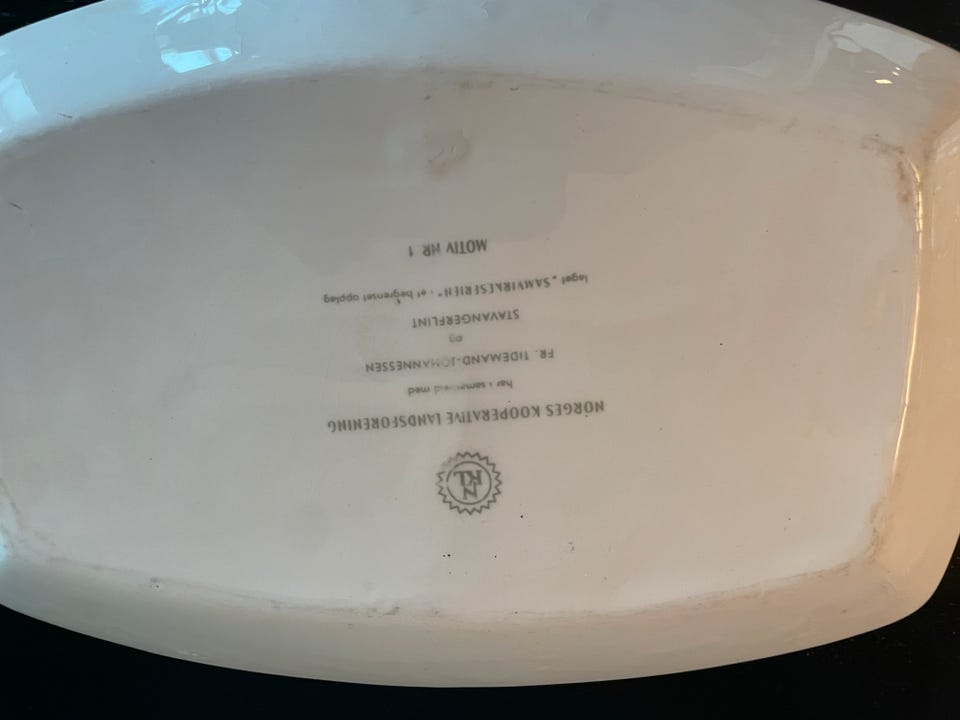 N
KL
NORGES KOOPERATIVE LANDSFORENING
har i samarbeid med
FR. TIDEMAND-JOHANNESSEN
og
STAVANGERFLINT
laget „SAMVIRKESERIEN" i et begrenset opplag
MOTIV NR 1